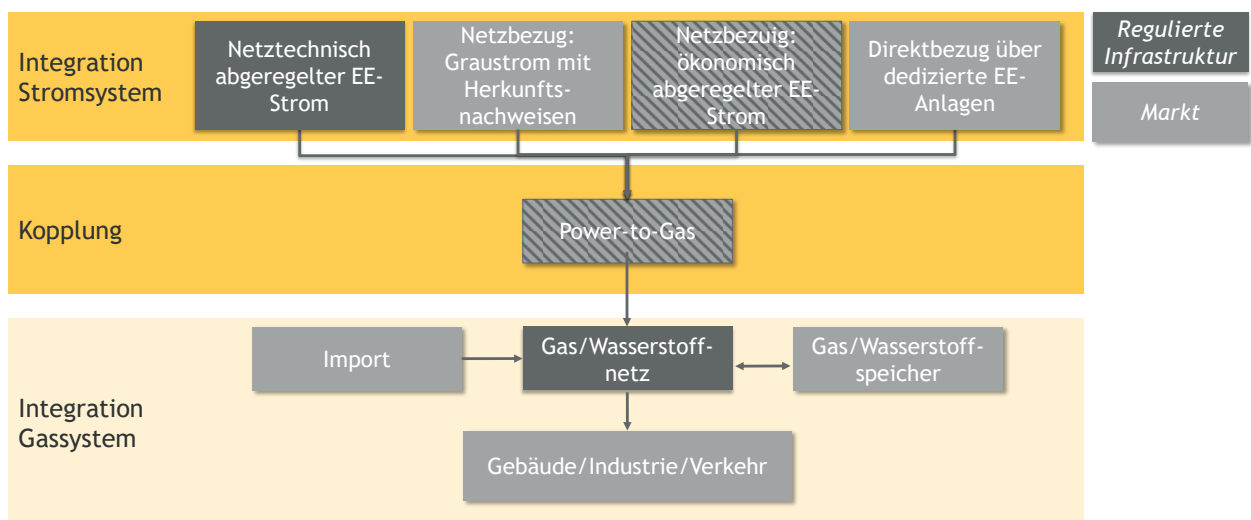 Integration
Stromsystem
Netztechnisch
abgeregelter EE-
Strom
Netzbezug:
Graustrom mit
Herkunfts-
nachweisen
Netzbezuig:
ökonomisch
abgeregelter EE-
Strom
Direktbezug über
dedizierte EE-
Anlagen
Regulierte
Infrastruktur
Markt
Kopplung
Power-to-Gas
Integration
Gassystem
Import
Gas/Wasserstoff-
netz
Gas/Wasserstoff-
speicher
Gebäude/Industrie/Verkehr